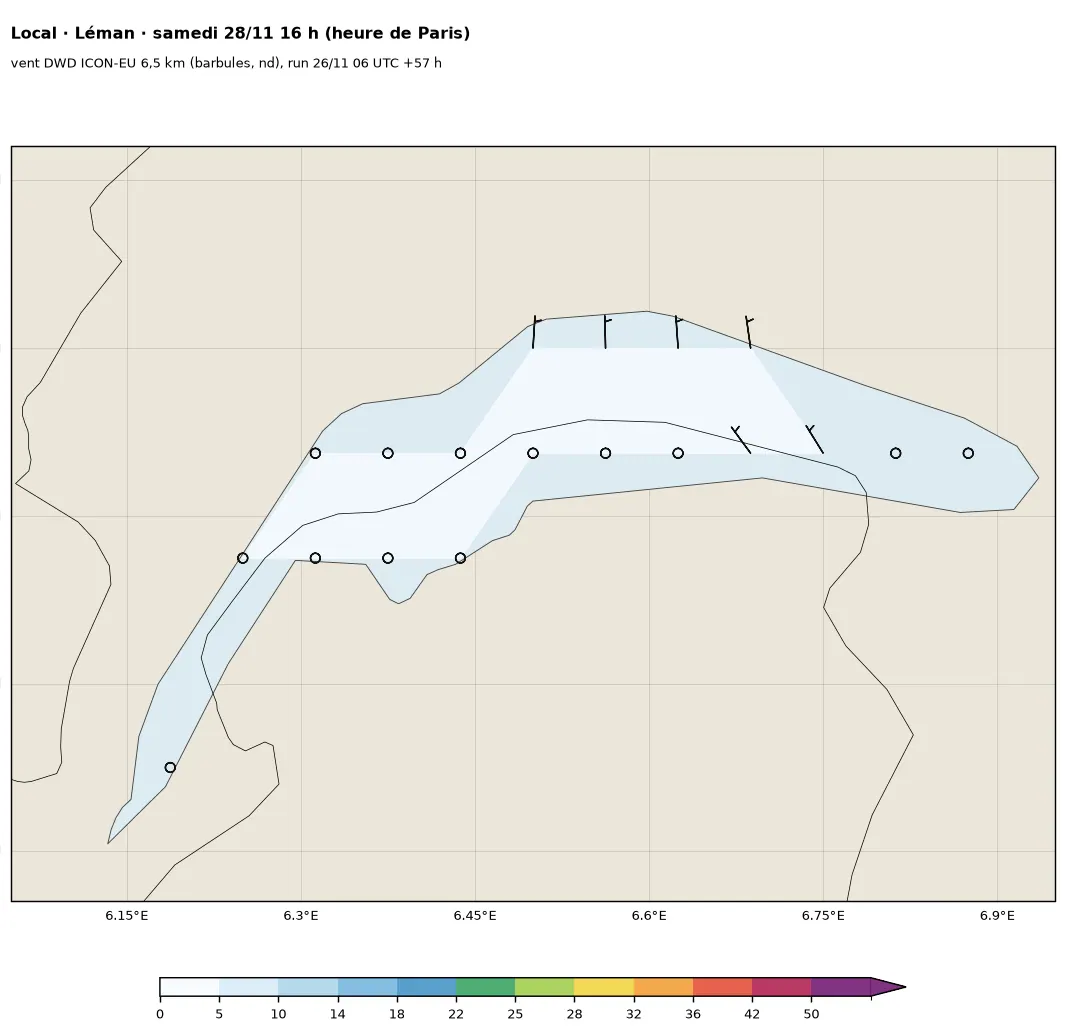 Local · Léman · samedi 28/11 16 h (heure de Paris)
vent DWD ICON-EU 6,5 km (barbules, nd), run 26/11 06 UTC +57 h
6.15°E 6.3°E 6.45°E 6.6°E 6.75°E 6.9°E
0 5 10 14 18 22 25 28 32 36 42 50